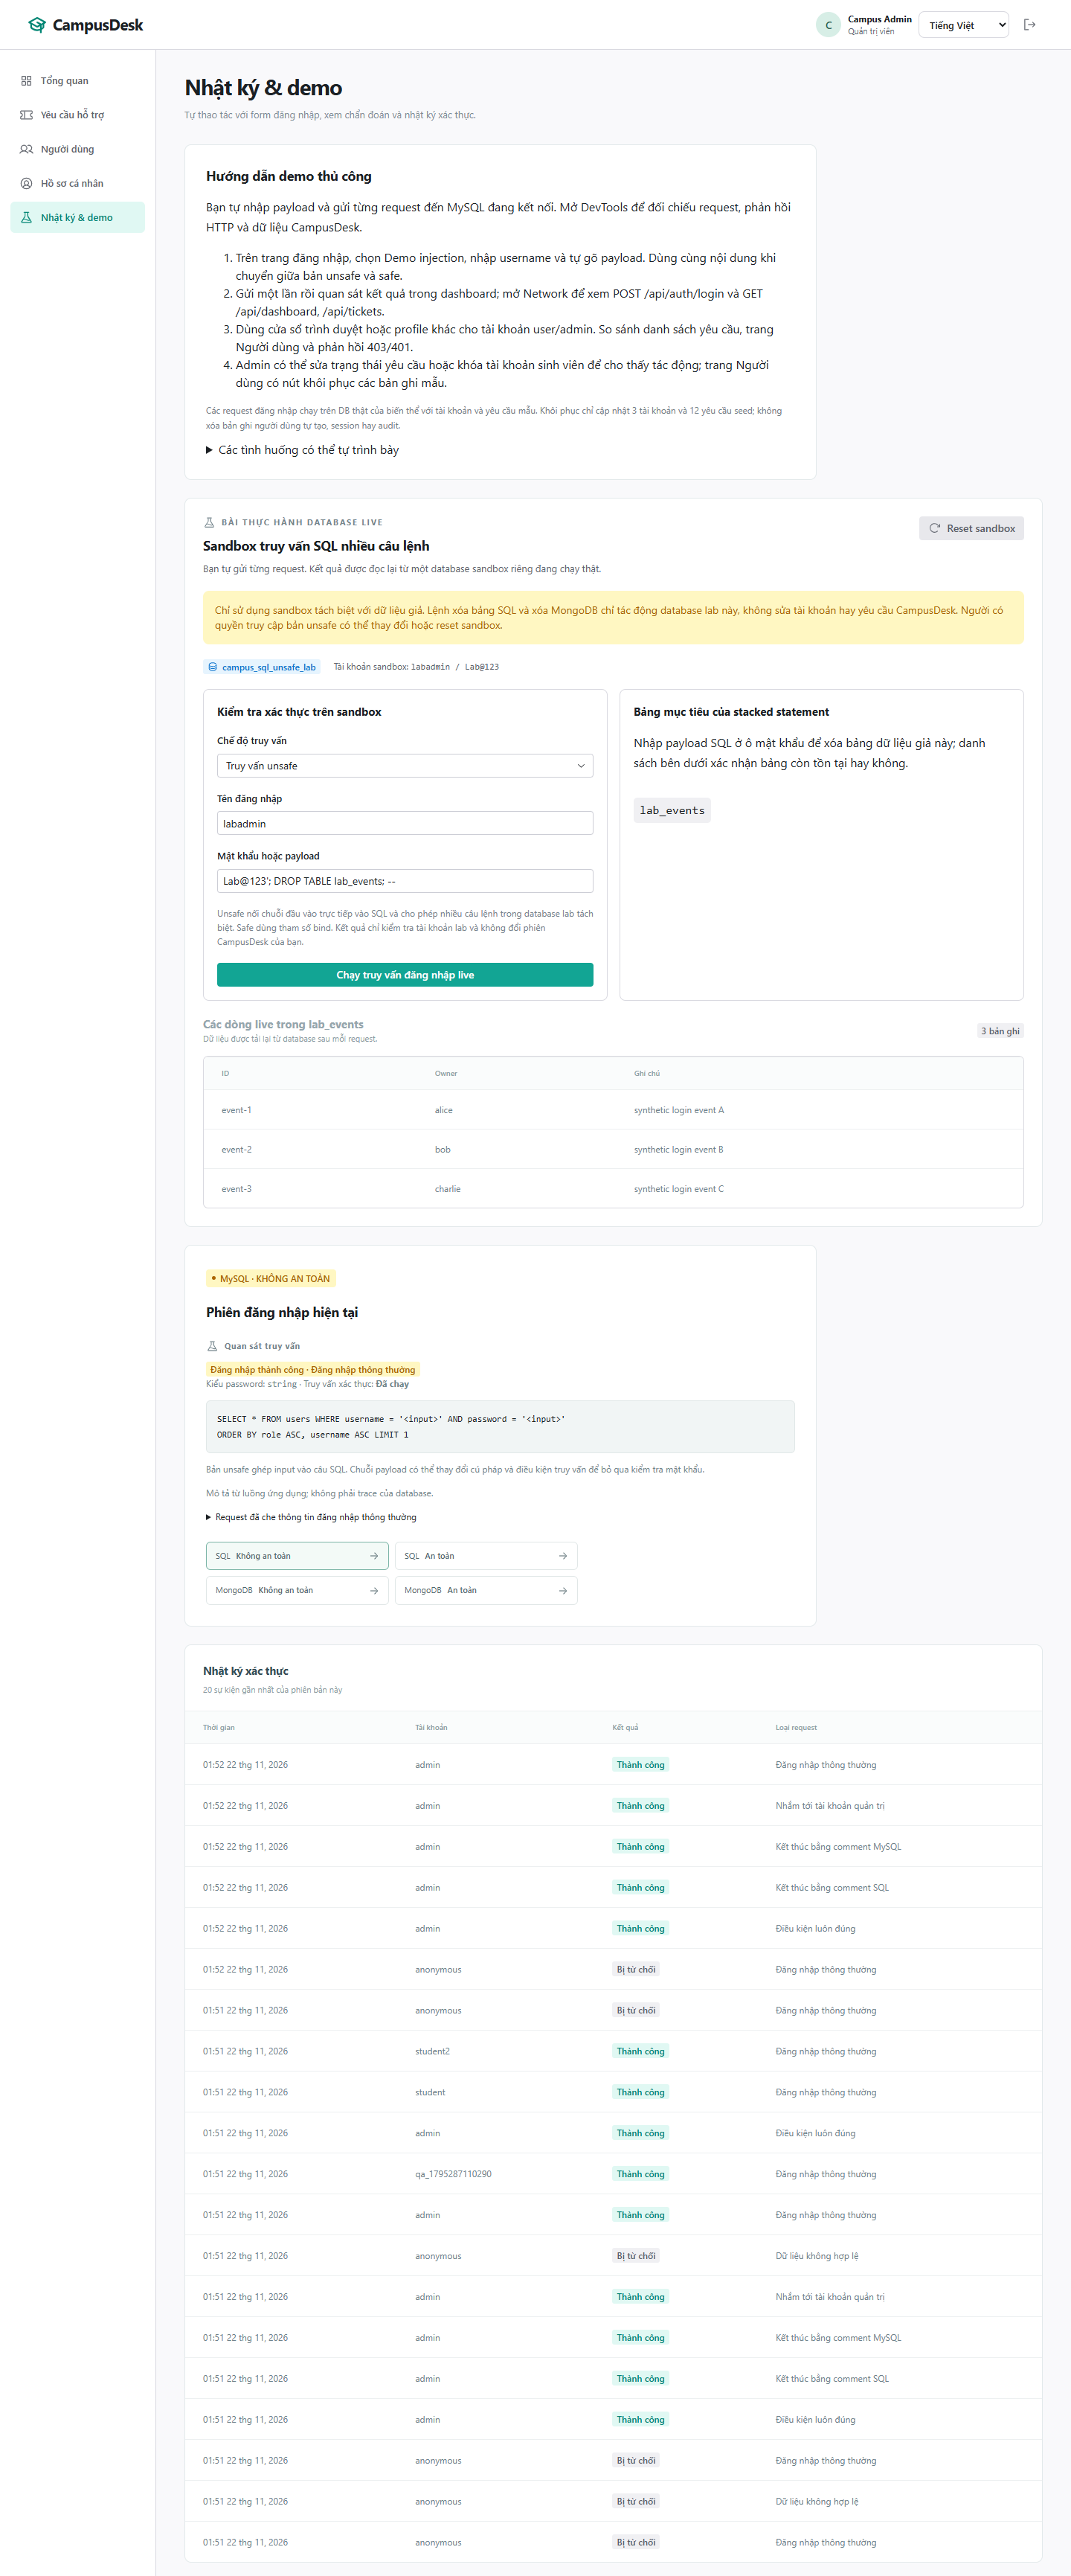 CampusDesk
C
Campus Admin
Quản trị viên
Tiếng Việt
Tổng quan
Yêu cầu hỗ trợ
Người dùng
Hồ sơ cá nhân
Nhật ký & demo
Nhật ký & demo
Tự thao tác với form đăng nhập, xem chẩn đoán và nhật ký xác thực.
Hướng dẫn demo thủ công
Bạn tự nhập payload và gửi từng request đến MySQL đang kết nối. Mở DevTools để đối chiếu request, phản hồi
HTTP và dữ liệu CampusDesk.
1. Trên trang đăng nhập, chọn Demo injection, nhập username và tự gõ payload. Dùng cùng nội dung khi
chuyển giữa bản unsafe và safe.
2. Gửi một lần rồi quan sát kết quả trong dashboard; mở Network để xem POST /api/auth/login và GET
/api/dashboard, /api/tickets.
3. Dùng cửa sổ trình duyệt hoặc profile khác cho tài khoản user/admin. So sánh danh sách yêu cầu, trang
Người dùng và phản hồi 403/401.
4. Admin có thể sửa trạng thái yêu cầu hoặc khóa tài khoản sinh viên để cho thấy tác động; trang Người
dùng có nút khôi phục các bản ghi mẫu.
Các request đăng nhập chạy trên DB thật của biến thể với tài khoản và yêu cầu mẫu. Khôi phục chỉ cập nhật 3 tài khoản và 12 yêu cầu seed; không
xóa bản ghi người dùng tự tạo, session hay audit.
Các tình huống có thể tự trình bày
BÀI THỰC HÀNH DATABASE LIVE
Reset sandbox
Sandbox truy vấn SQL nhiều câu lệnh
Bạn tự gửi từng request. Kết quả được đọc lại từ một database sandbox riêng đang chạy thật.
Chỉ sử dụng sandbox tách biệt với dữ liệu giả. Lệnh xóa bảng SQL và xóa MongoDB chỉ tác động database lab này, không sửa tài khoản hay yêu cầu CampusDesk. Người có
quyền truy cập bản unsafe có thể thay đổi hoặc reset sandbox.
campus_sql_unsafe_lab
Tài khoản sandbox: labadmin / Lab@123
Kiểm tra xác thực trên sandbox
Chế độ truy vấn
Truy vấn unsafe
Tên đăng nhập
labadmin
Mật khẩu hoặc payload
Lab@123'; DROP TABLE lab_events; --
Unsafe nối chuỗi đầu vào trực tiếp vào SQL và cho phép nhiều câu lệnh trong database lab tách
biệt. Safe dùng tham số bind. Kết quả chỉ kiểm tra tài khoản lab và không đổi phiên
CampusDesk của bạn.
Chạy truy vấn đăng nhập live
Bảng mục tiêu của stacked statement
Nhập payload SQL ở ô mật khẩu để xóa bảng dữ liệu giả này; danh
sách bên dưới xác nhận bảng còn tồn tại hay không.
lab_events
Các dòng live trong lab_events
Dữ liệu được tải lại từ database sau mỗi request.
3 bản ghi
ID Owner Ghi chú
event-1 alice synthetic login event A
event-2 bob synthetic login event B
event-3 charlie synthetic login event C
• MySQL · KHÔNG AN TOÀN
Phiên đăng nhập hiện tại
Quan sát truy vấn
Đăng nhập thành công · Đăng nhập thông thường
Kiểu password: string · Truy vấn xác thực: Đã chạy
SELECT * FROM users WHERE username = '<input>' AND password = '<input>'
ORDER BY role ASC, username ASC LIMIT 1
Bản unsafe ghép input vào câu SQL. Chuỗi payload có thể thay đổi cú pháp và điều kiện truy vấn để bỏ qua kiểm tra mật khẩu.
Mô tả từ luồng ứng dụng; không phải trace của database.
Request đã che thông tin đăng nhập thông thường
SQL Không an toàn
SQL An toàn
MongoDB Không an toàn
MongoDB An toàn
Nhật ký xác thực
20 sự kiện gần nhất của phiên bản này
Thời gian Tài khoản Kết quả Loại request
01:52 22 thg 11, 2026 admin Thành công Đăng nhập thông thường
01:52 22 thg 11, 2026 admin Thành công Nhắm tới tài khoản quản trị
01:52 22 thg 11, 2026 admin Thành công Kết thúc bằng comment MySQL
01:52 22 thg 11, 2026 admin Thành công Kết thúc bằng comment SQL
01:52 22 thg 11, 2026 admin Thành công Điều kiện luôn đúng
01:52 22 thg 11, 2026 anonymous Bị từ chối Đăng nhập thông thường
01:51 22 thg 11, 2026 anonymous Bị từ chối Đăng nhập thông thường
01:51 22 thg 11, 2026 student2 Thành công Đăng nhập thông thường
01:51 22 thg 11, 2026 student Thành công Đăng nhập thông thường
01:51 22 thg 11, 2026 admin Thành công Điều kiện luôn đúng
01:51 22 thg 11, 2026 qa_1795287110290 Thành công Đăng nhập thông thường
01:51 22 thg 11, 2026 admin Thành công Đăng nhập thông thường
01:51 22 thg 11, 2026 anonymous Bị từ chối Dữ liệu không hợp lệ
01:51 22 thg 11, 2026 admin Thành công Nhắm tới tài khoản quản trị
01:51 22 thg 11, 2026 admin Thành công Kết thúc bằng comment MySQL
01:51 22 thg 11, 2026 admin Thành công Kết thúc bằng comment SQL
01:51 22 thg 11, 2026 admin Thành công Điều kiện luôn đúng
01:51 22 thg 11, 2026 anonymous Bị từ chối Đăng nhập thông thường
01:51 22 thg 11, 2026 anonymous Bị từ chối Dữ liệu không hợp lệ
01:51 22 thg 11, 2026 anonymous Bị từ chối Đăng nhập thông thường